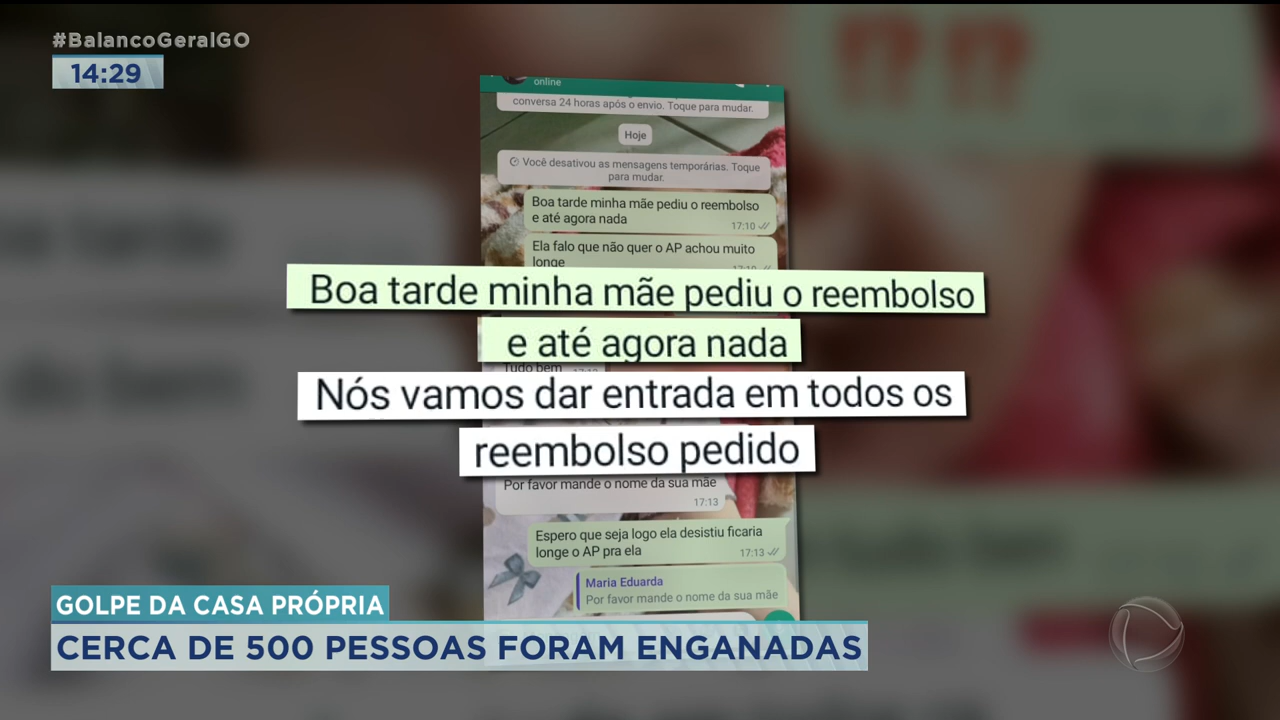 #BalancoGeralGO
14:29
online
conversa 24 horas após o envio. Toque para mudar.
Hoje
Você desativou as mensagens temporárias. Toque
para mudar.
Boa tarde minha mãe pediu o reembolso
e até agora nada
17:10
Ela falo que não quer o AP achou muito
longe
17:10
Boa tarde minha mãe pediu o reembolso
e até agora nada
Tudo bem
17:13
Nós vamos dar entrada em todos os
reembolso pedido
Por favor mande o nome da sua mãe
17:13
Espero que seja logo ela desistiu ficaria
longe o AP pra ela
17:13
Maria Eduarda
Por favor mande o nome da sua mãe
GOLPE DA CASA PRÓPRIA
CERCA DE 500 PESSOAS FORAM ENGANADAS